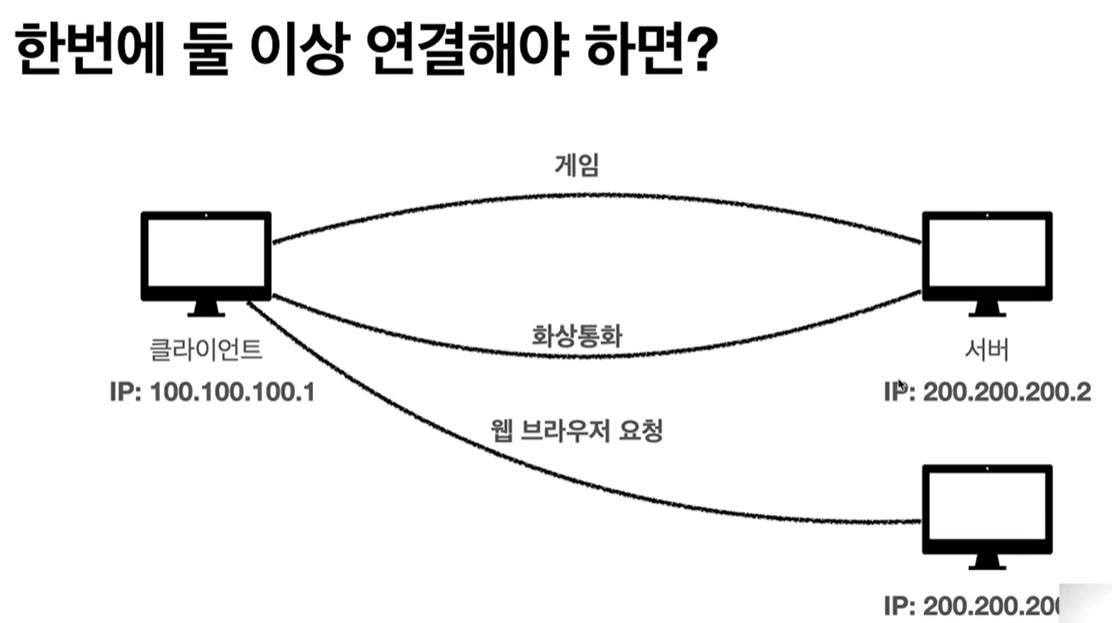 한번에 둘 이상 연결해야 하면?
게임
화상통화
클라이언트
서버
IP: 100.100.100.1
IP: 200.200.200.2
웹 브라우저 요청
IP: 200.200.20